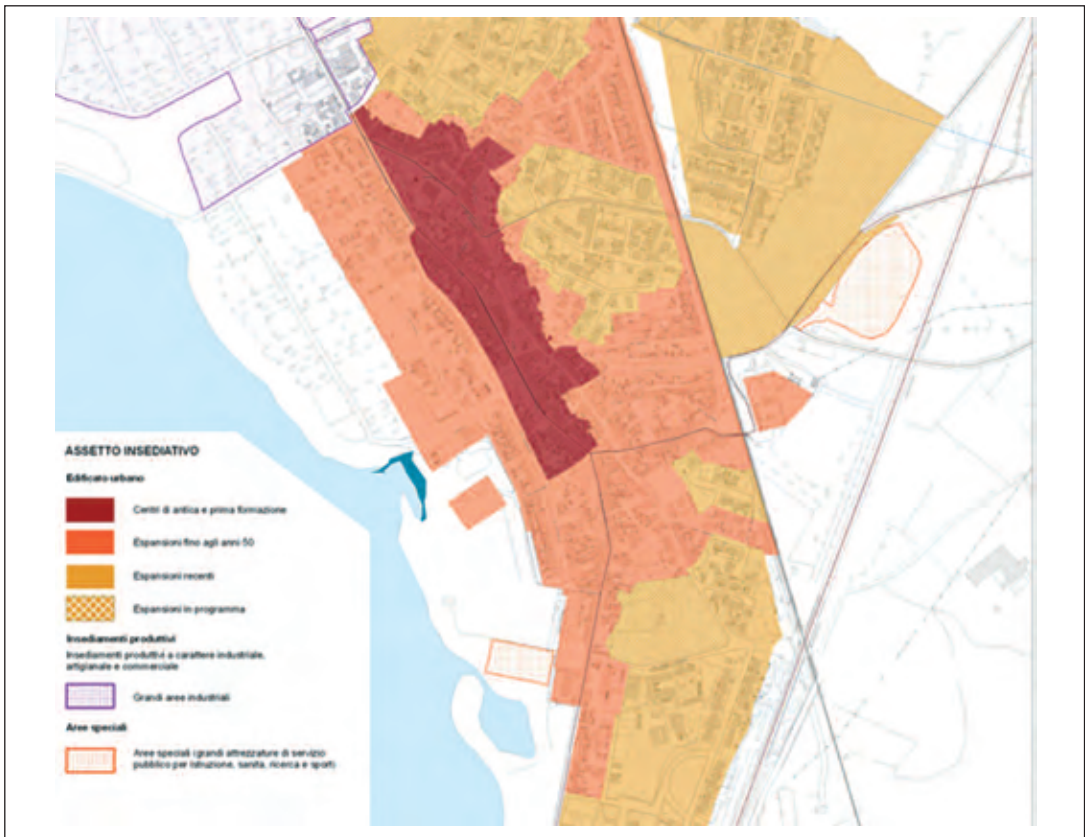 ASSETTO INSEDIATIVO
Edificato urbano
Centri di antica e prima formazione
Espansioni fino agli anni 50
Espansioni recenti
Espansioni in programma
Insediamenti produttivi
Insediamenti produttivi a carattere industriale,
artigianale e commerciale
Grandi aree industriali
Aree speciali
Aree speciali (grandi attrezzature di servizio
pubblico per istruzione, sanità, ricerca e sport)